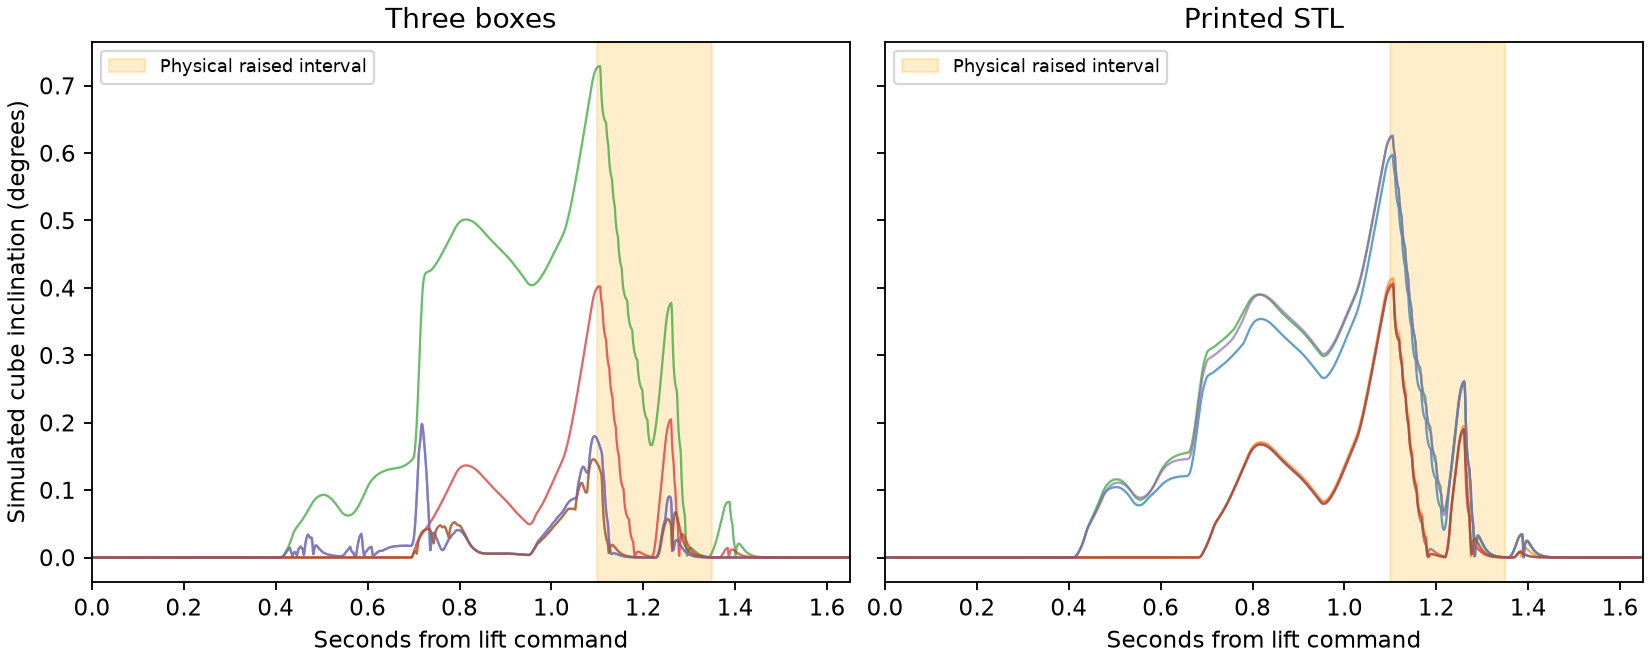 Three boxes
Printed STL
Physical raised interval
Physical raised interval
Simulated cube inclination (degrees)
0.7
0.6
0.5
0.4
0.3
0.2
0.1
0.0
0.0 0.2 0.4 0.6 0.8 1.0 1.2 1.4 1.6
0.0 0.2 0.4 0.6 0.8 1.0 1.2 1.4 1.6
Seconds from lift command
Seconds from lift command